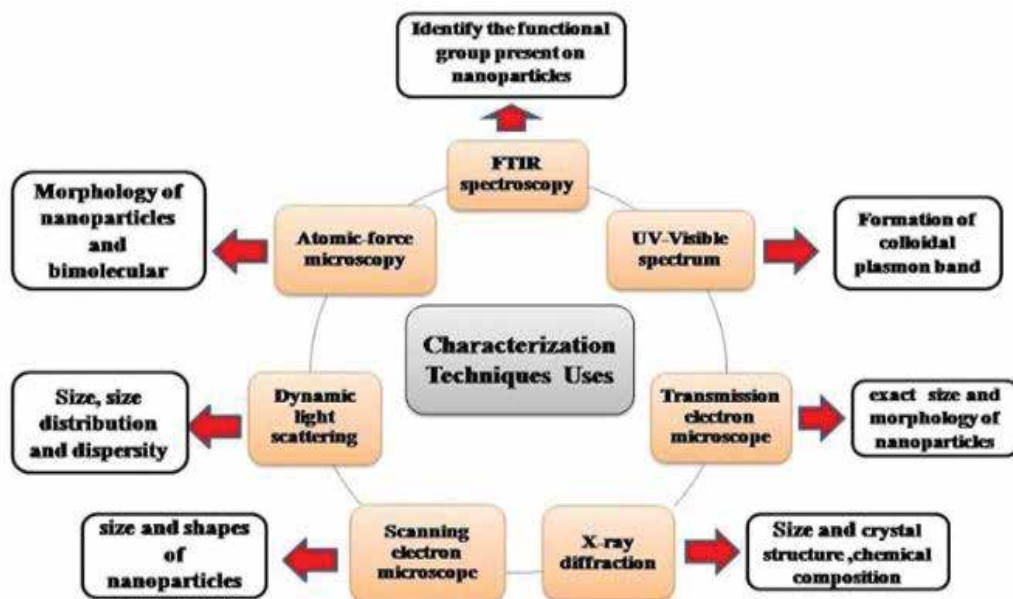 Identify the functional
group present on
nanoparticles
FTIR
spectroscopy
Morphology of
nanoparticles
and
bimolecular
Atomic-force
microscopy
UV-Visible
spectrum
Formation of
colloidal
plasmon band
Characterization
Techniques Uses
Size, size
distribution
and dispersity
Dynamic
light
scattering
Transmission
electron
microscope
exact size and
morphology of
nanoparticles
size and shapes
of
nanoparticles
Scanning
electron
microscope
X-ray
diffraction
Size and crystal
structure ,chemical
composition